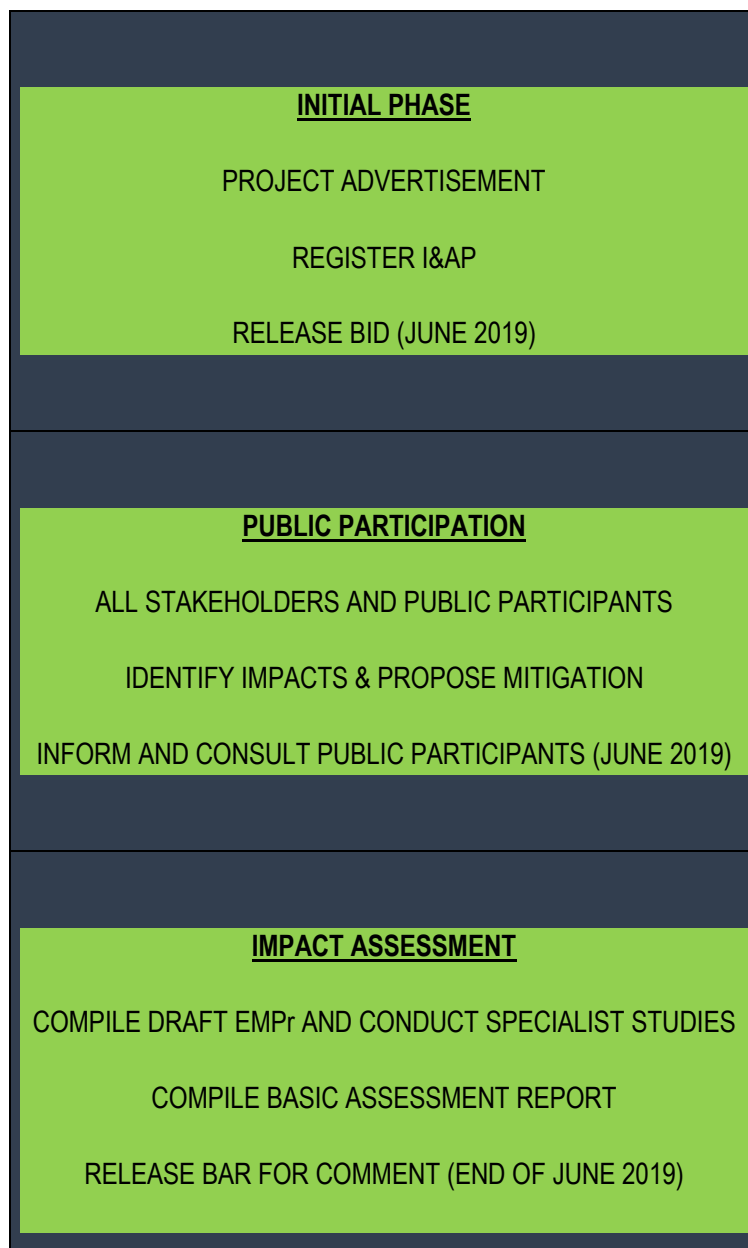 INITIAL PHASE
PROJECT ADVERTISEMENT
REGISTER I&AP
RELEASE BID (JUNE 2019)
PUBLIC PARTICIPATION
ALL STAKEHOLDERS AND PUBLIC PARTICIPANTS
IDENTIFY IMPACTS & PROPOSE MITIGATION
INFORM AND CONSULT PUBLIC PARTICIPANTS (JUNE 2019)
IMPACT ASSESSMENT
COMPILE DRAFT EMPr AND CONDUCT SPECIALIST STUDIES
COMPILE BASIC ASSESSMENT REPORT
RELEASE BAR FOR COMMENT (END OF JUNE 2019)